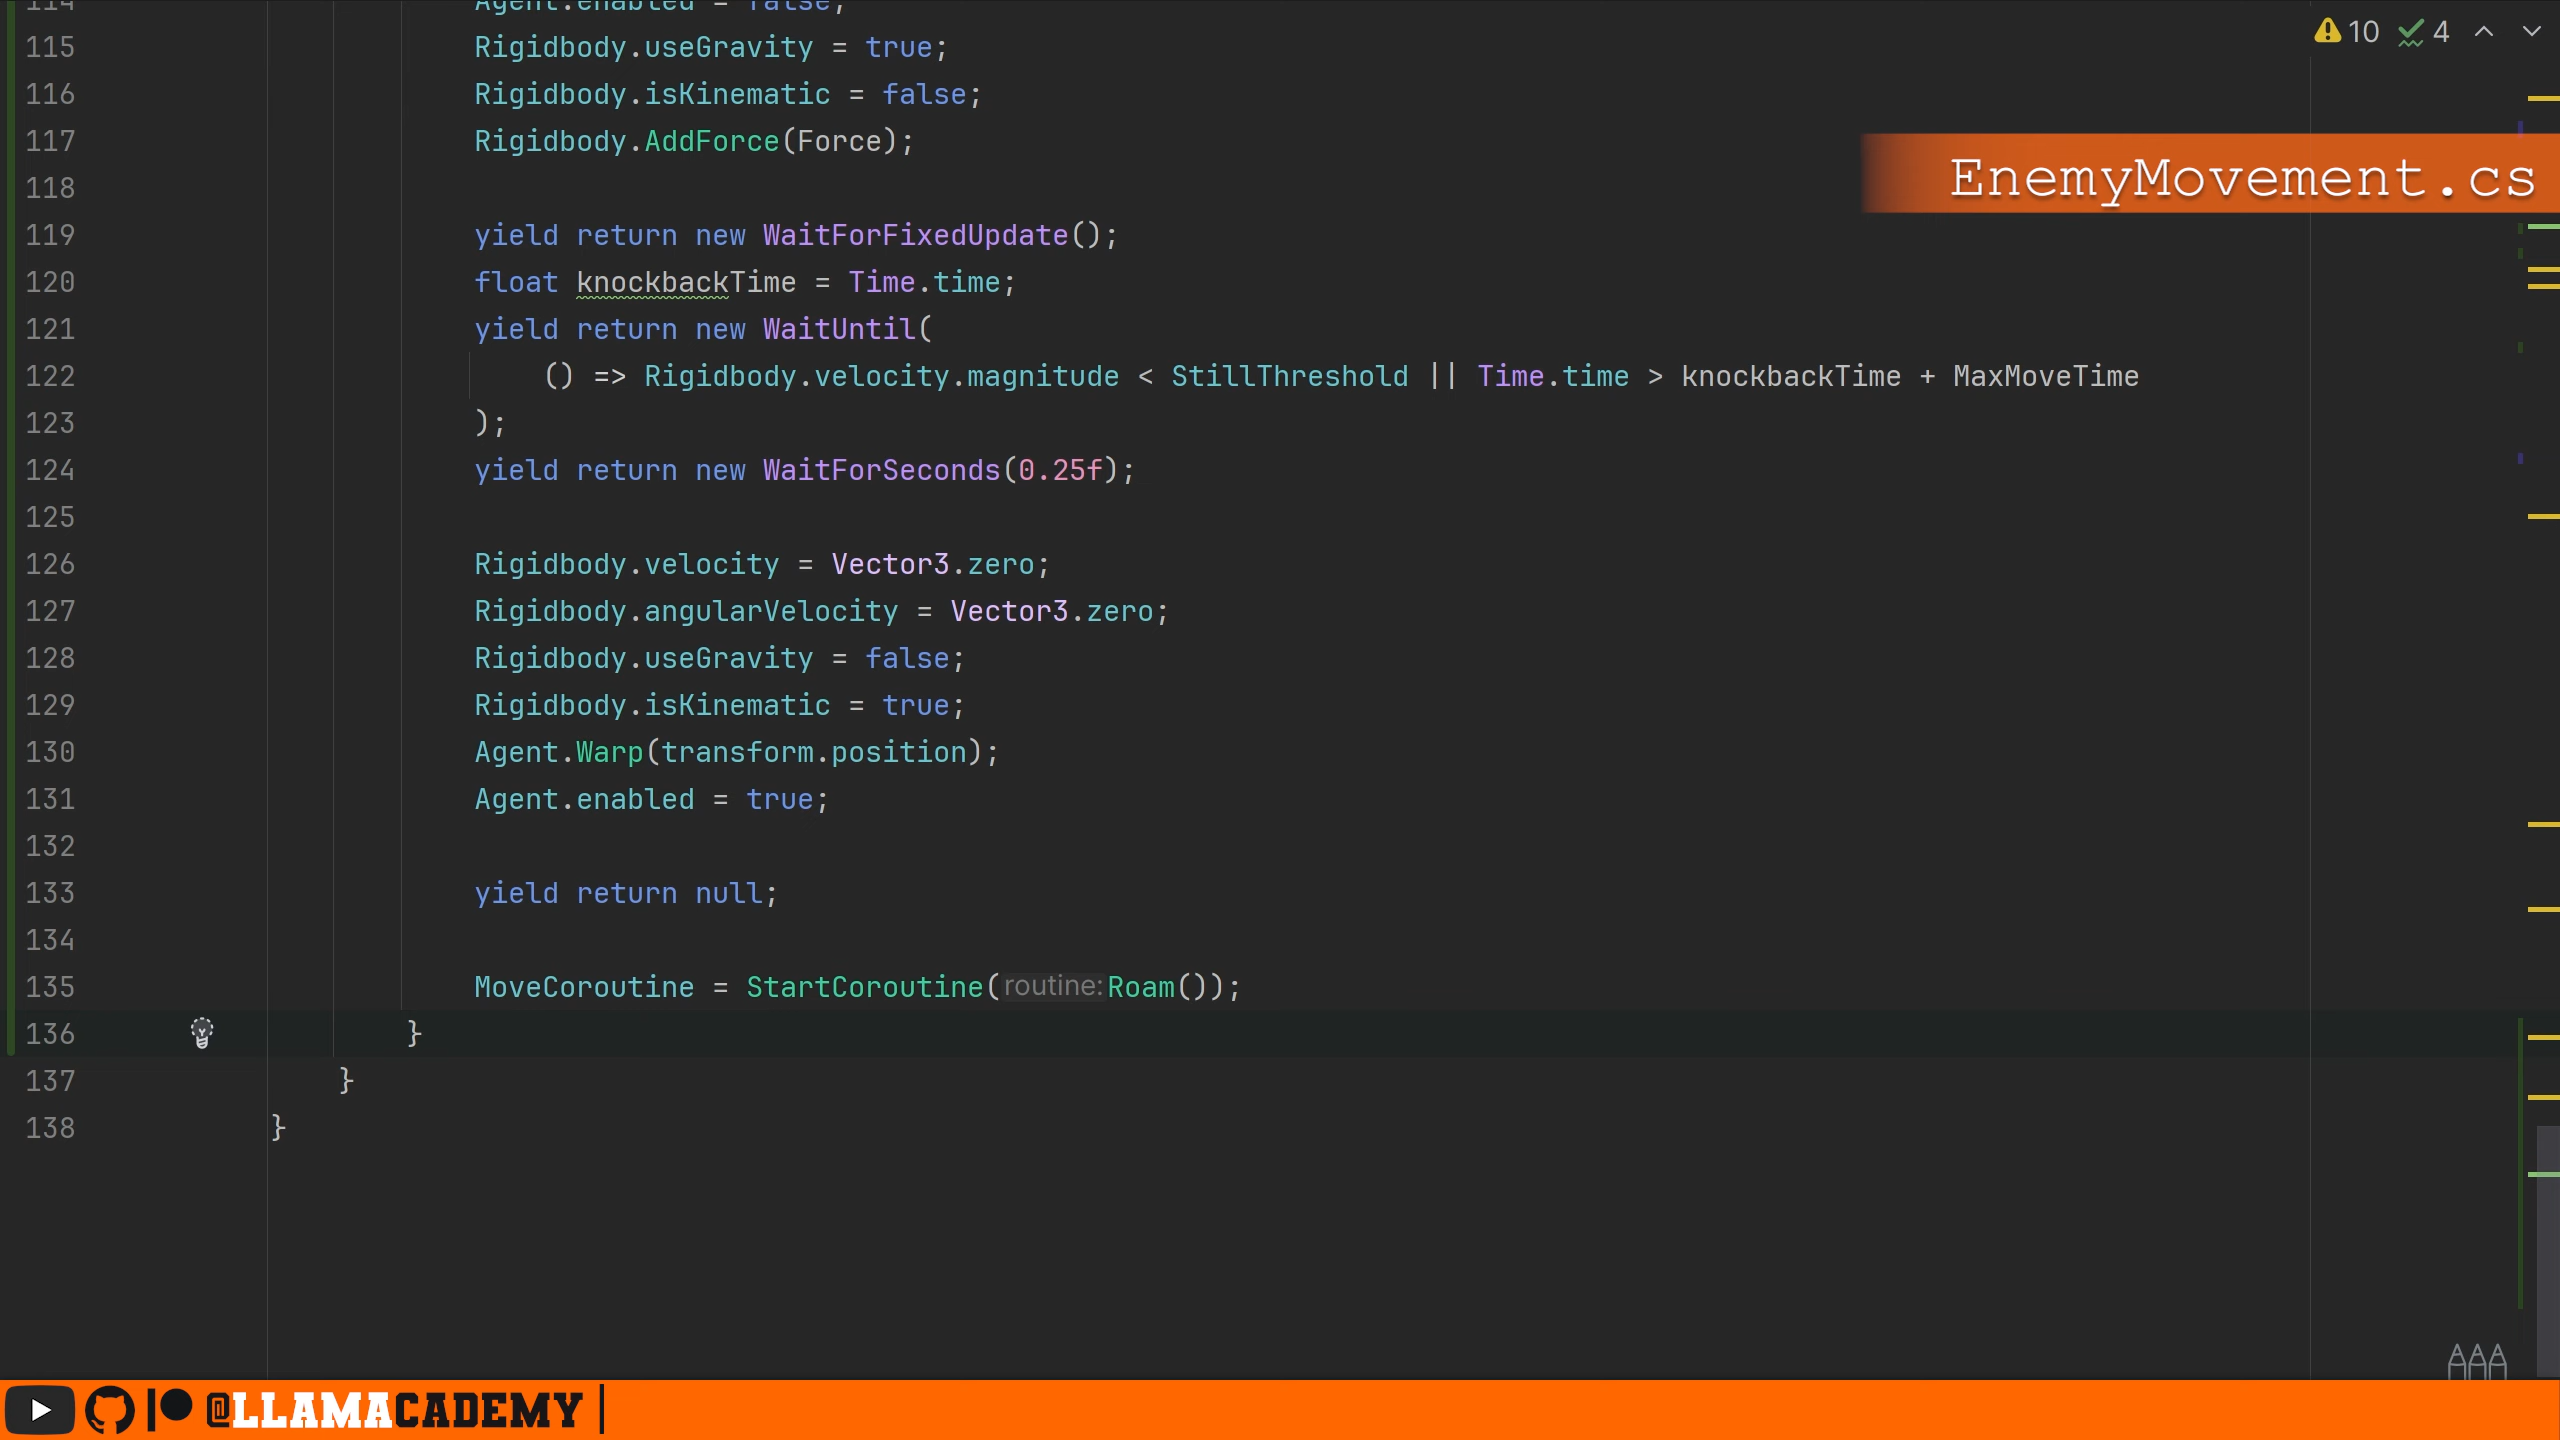 114 Agent.enabled = false;
115 Rigidbody.useGravity = true;
116 Rigidbody.isKinematic = false;
117 Rigidbody.AddForce(Force);
118
119 yield return new WaitForFixedUpdate();
120 float knockbackTime = Time.time;
121 yield return new WaitUntil(
122 () => Rigidbody.velocity.magnitude < StillThreshold || Time.time > knockbackTime + MaxMoveTime
123 );
124 yield return new WaitForSeconds(0.25f);
125
126 Rigidbody.velocity = Vector3.zero;
127 Rigidbody.angularVelocity = Vector3.zero;
128 Rigidbody.useGravity = false;
129 Rigidbody.isKinematic = true;
130 Agent.Warp(transform.position);
131 Agent.enabled = true;
132
133 yield return null;
134
135 MoveCoroutine = StartCoroutine(routine:Roam());
136 }
137 }
138 }
10 4
EnemyMovement.cs
@LLAMACADEMY